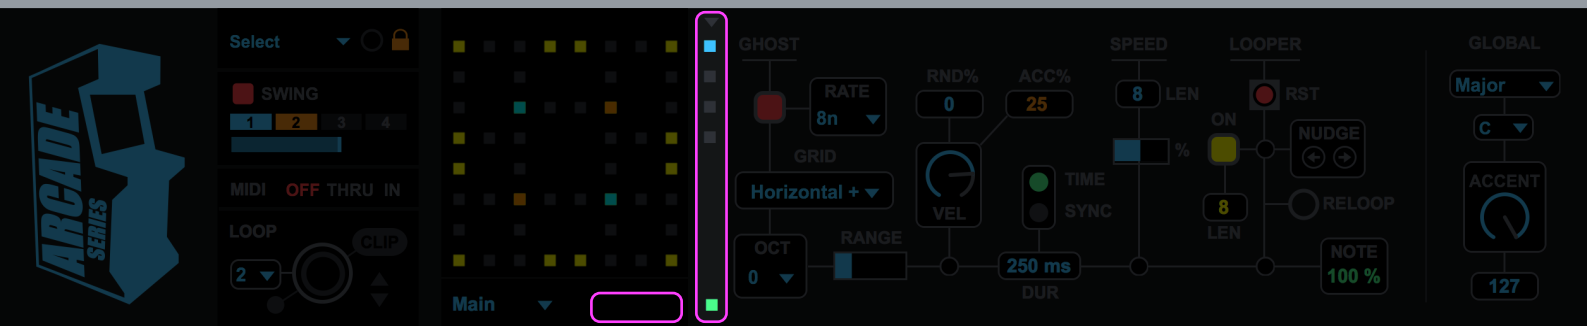 ARCADE
SERIES
Select
SWING
1 2 3 4
MIDI OFF THRU IN
LOOP
CLIP
2
Main
GHOST
RATE
8n
GRID
Horizontal +
OCT
0
RANGE
RND%
0
ACC%
25
VEL
TIME
SYNC
250 ms
DUR
SPEED
8 LEN
%
LOOPER
RST
ON
NUDGE
8
LEN
RELOOP
NOTE
100 %
GLOBAL
Major
C
ACCENT
127